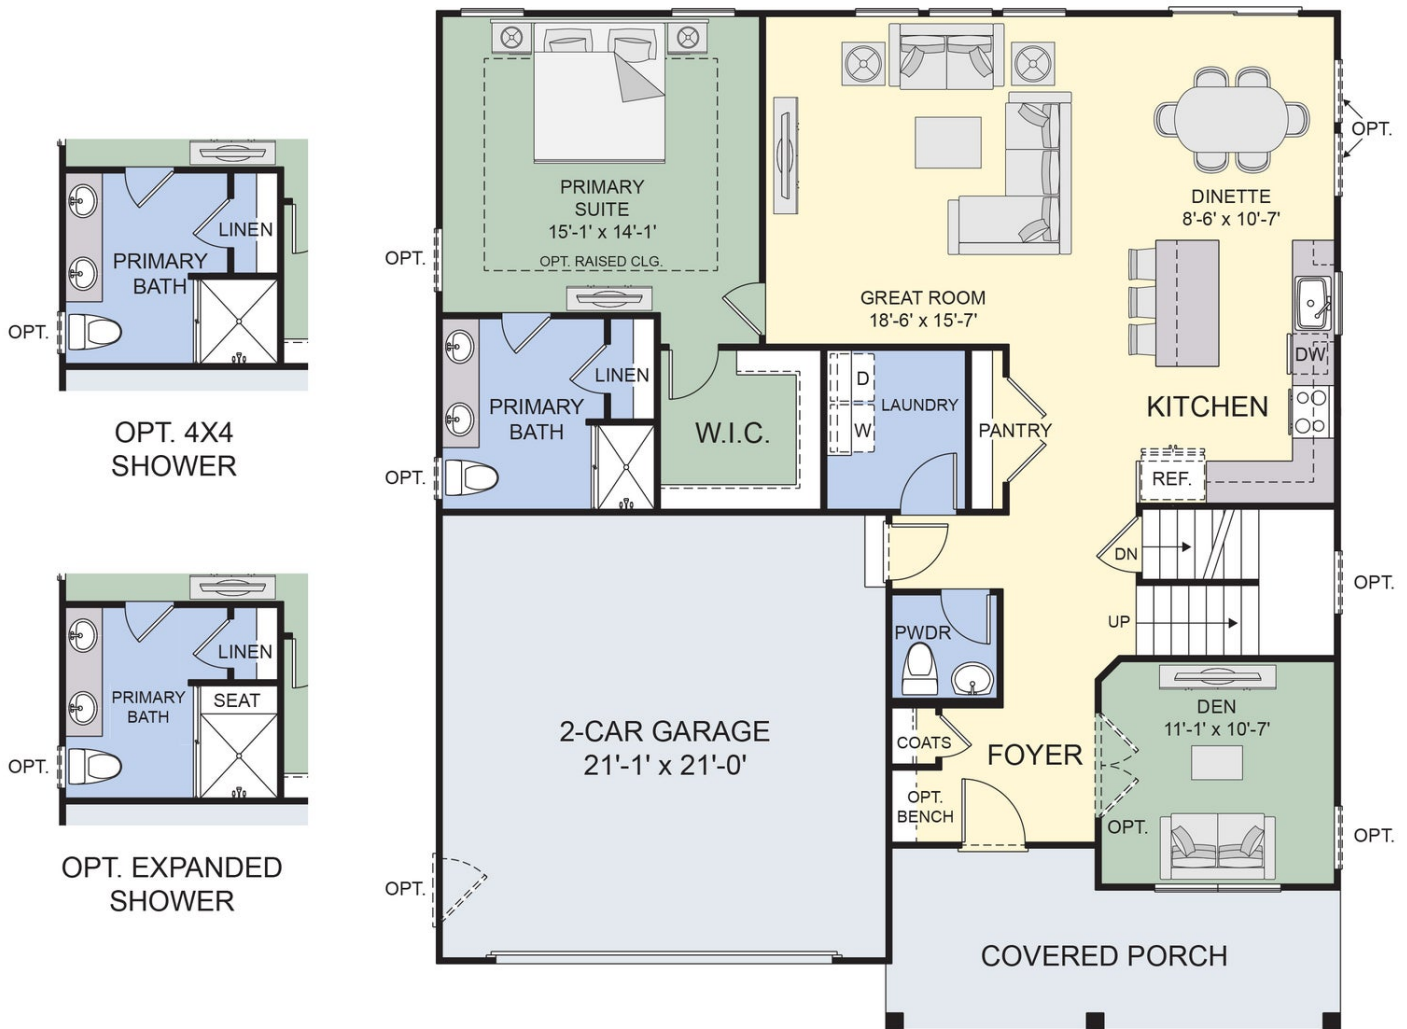 PRIMARY
SUITE
15'-1' x 14'-1'
OPT. RAISED CLG.
OPT.
GREAT ROOM
18'-6' x 15'-7'
DINETTE
8'-6' x 10'-7'
OPT.
LINEN
PRIMARY
BATH
OPT.
OPT. 4X4
SHOWER
LINEN
PRIMARY
BATH
OPT.
W.I.C.
D
W
LAUNDRY
PANTRY
KITCHEN
DW
REF.
DN
UP
OPT.
LINEN
SEAT
PRIMARY
BATH
OPT.
OPT. EXPANDED
SHOWER
2-CAR GARAGE
21'-1' x 21'-0'
OPT.
PWDR
COATS
OPT.
BENCH
FOYER
DEN
11'-1' x 10'-7'
OPT.
OPT.
COVERED PORCH